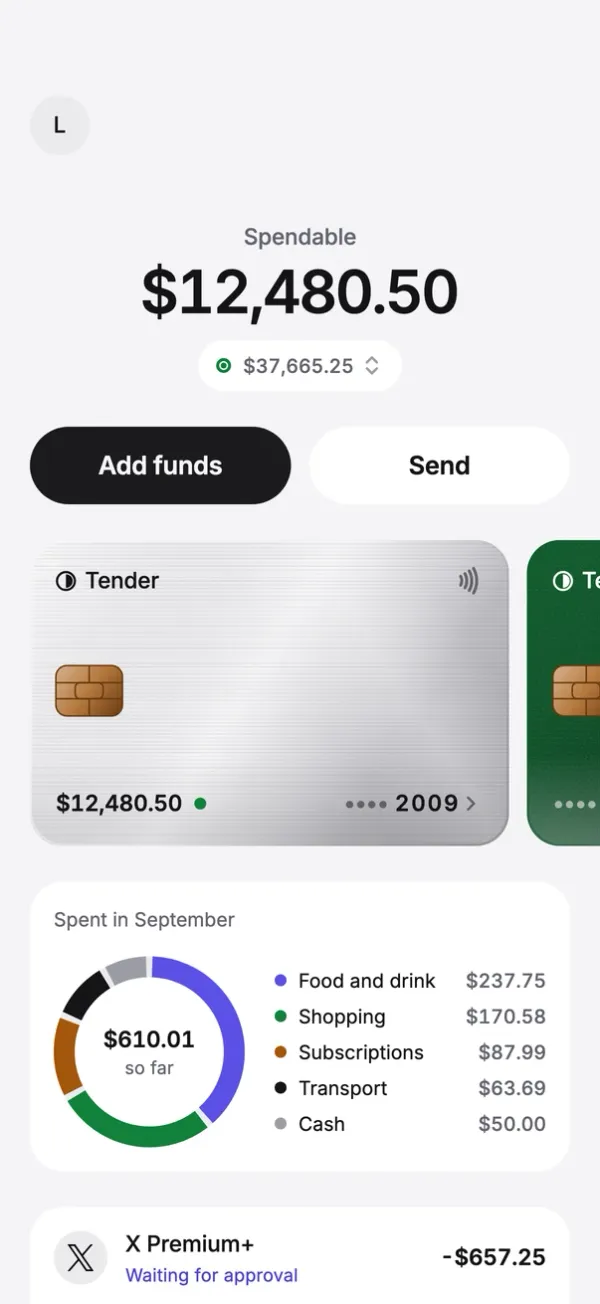 L
Spendable
$12,480.50
$37,665.25
Add funds
Send
Tender
$12,480.50
•••• 2009
••••
Spent in September
$610.01
so far
Food and drink $237.75
Shopping $170.58
Subscriptions $87.99
Transport $63.69
Cash $50.00
X Premium+
Waiting for approval
-$657.25